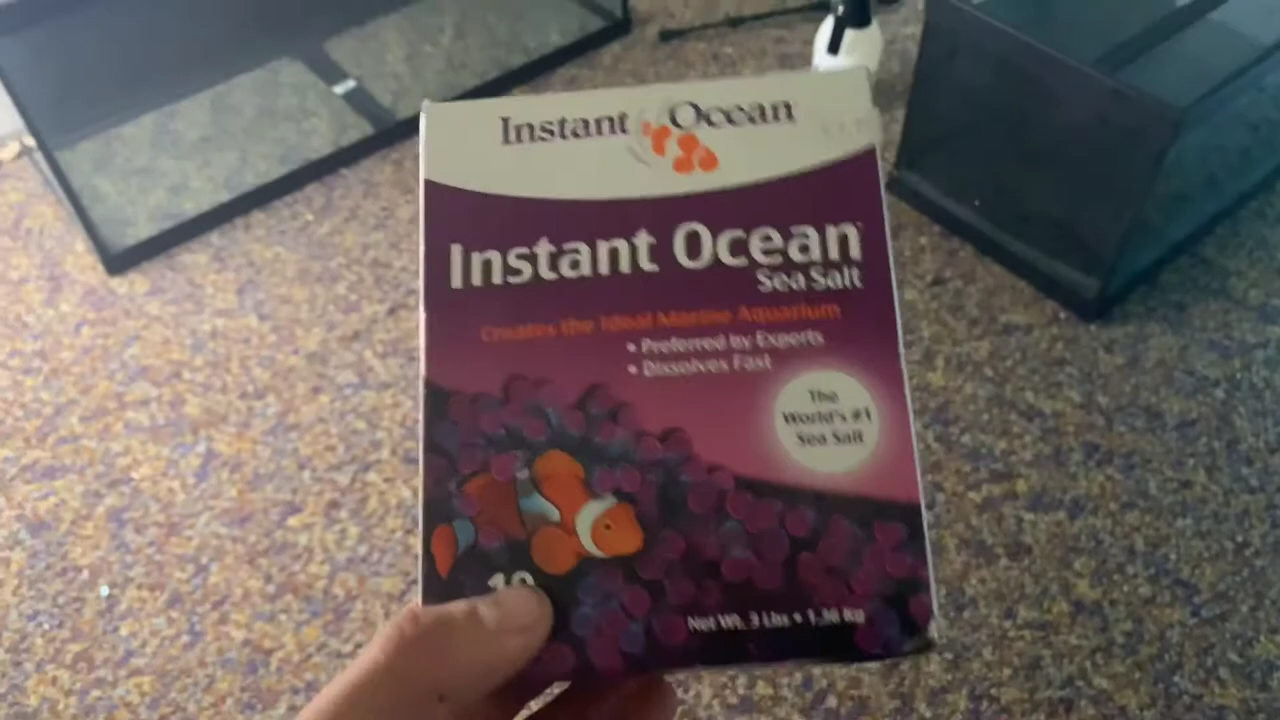 Instant Ocean
Instant Ocean
Sea Salt
Creates the Ideal Marine Aquarium
• Preferred by Experts
• Dissolves Fast
The
World's #1
Sea Salt
10
Net Wt. 3 Lbs • 1.36 Kg